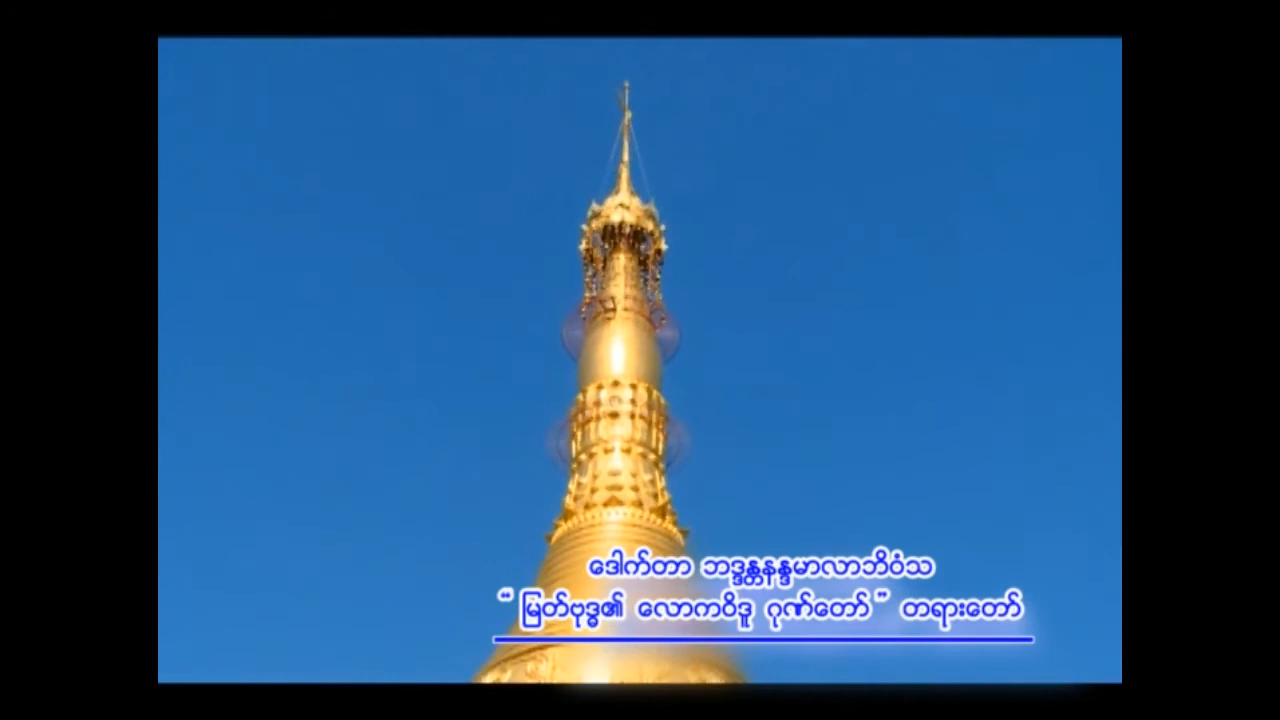 ဒေါက်တာ ဘဒ္ဒန္တနန္ဒမာလာဘိဝံသ
“ မြတ်ဗုဒ္ဓ၏ လောကဝိဒူ ဂုဏ်တော် ” တရားတော်